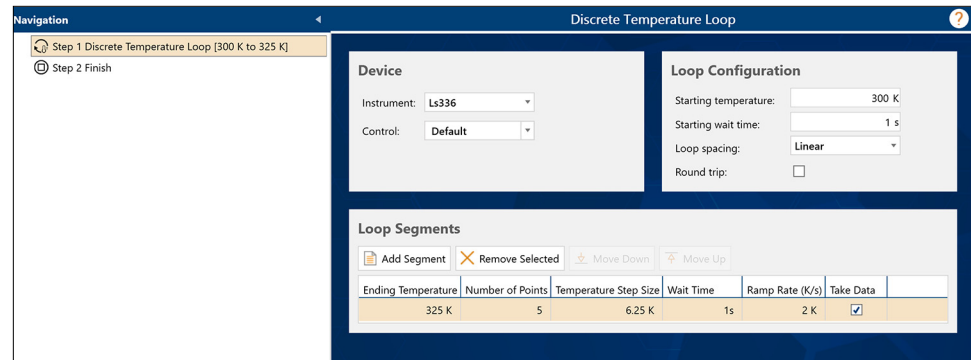 Navigation
Discrete Temperature Loop
?
Step 1 Discrete Temperature Loop [300 K to 325 K]
Step 2 Finish
Device
Instrument: Ls336
Control: Default
Loop Configuration
Starting temperature: 300 K
Starting wait time: 1 s
Loop spacing: Linear
Round trip:
Loop Segments
Add Segment Remove Selected Move Down Move Up
Ending Temperature Number of Points Temperature Step Size Wait Time Ramp Rate (K/s) Take Data
325 K 5 6.25 K 1s 2 K